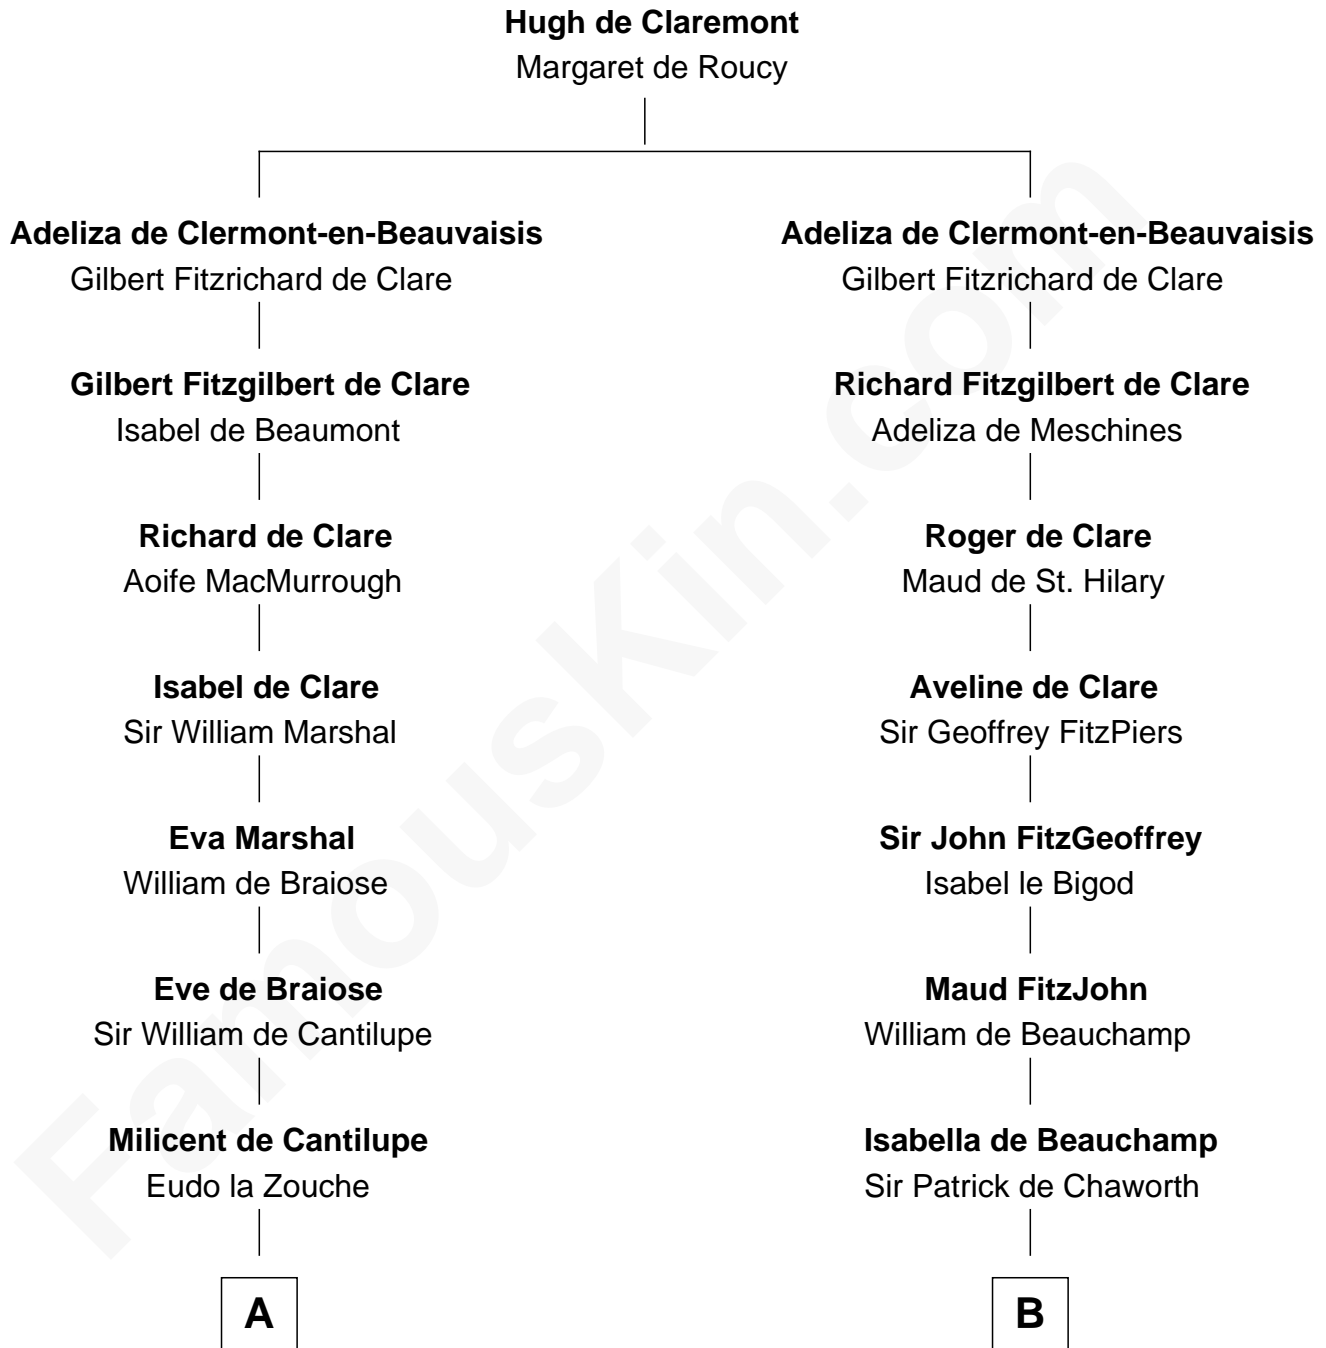 Hugh de Claremont
Margaret de Roucy
Adeliza de Clermont-en-Beauvaisis
Gilbert Fitzrichard de Clare
Gilbert Fitzgilbert de Clare
Isabel de Beaumont
Richard de Clare
Aoife MacMurrough
Isabel de Clare
Sir William Marshal
Eva Marshal
William de Braiose
Eve de Braiose
Sir William de Cantilupe
Milicent de Cantilupe
Eudo la Zouche
A
Adeliza de Clermont-en-Beauvaisis
Gilbert Fitzrichard de Clare
Richard Fitzgilbert de Clare
Adeliza de Meschines
Roger de Clare
Maud de St. Hilary
Aveline de Clare
Sir Geoffrey FitzPiers
Sir John FitzGeoffrey
Isabel le Bigod
Maud FitzJohn
William de Beauchamp
Isabella de Beauchamp
Sir Patrick de Chaworth
B
FamousKin.com